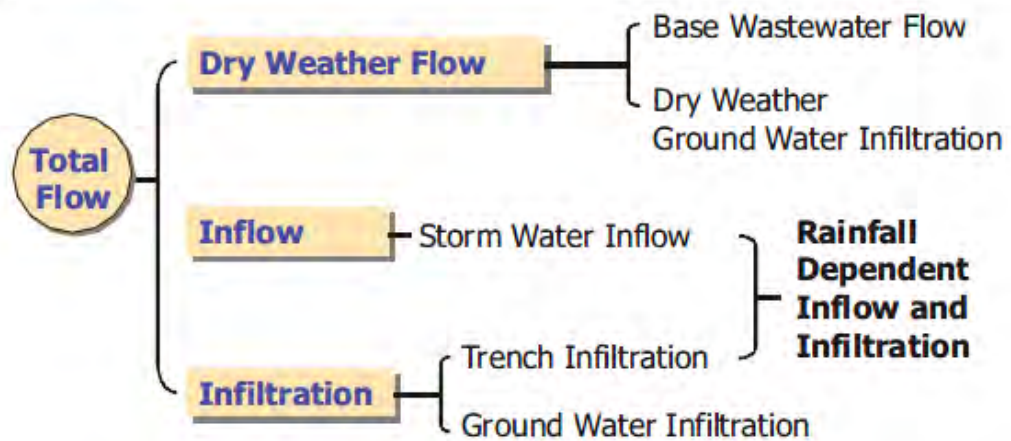 Total
Flow
Dry Weather Flow
Base Wastewater Flow
Dry Weather
Ground Water Infiltration
Inflow
Storm Water Inflow
Rainfall
Dependent
Inflow and
Infiltration
Infiltration
Trench Infiltration
Ground Water Infiltration